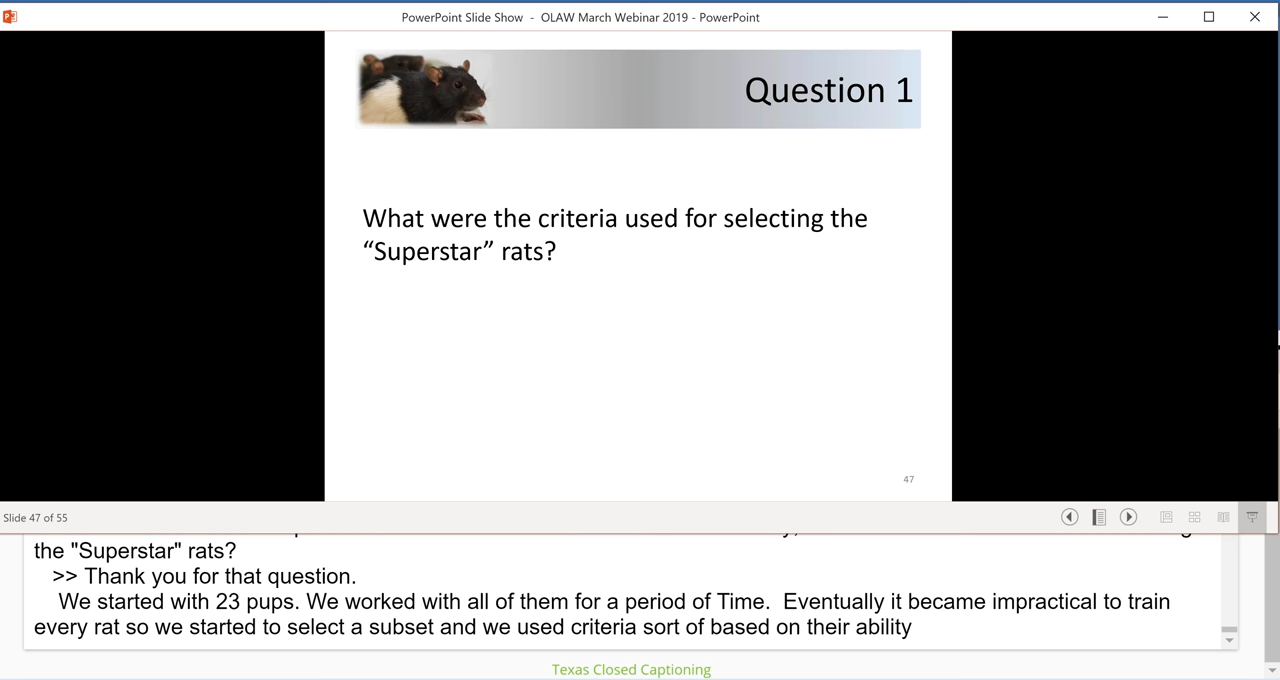 PowerPoint Slide Show - OLAW March Webinar 2019 - PowerPoint
Question 1
What were the criteria used for selecting the
“Superstar” rats?
47
Slide 47 of 55
the "Superstar" rats?
>> Thank you for that question.
We started with 23 pups. We worked with all of them for a period of Time.  Eventually it became impractical to train
every rat so we started to select a subset and we used criteria sort of based on their ability
Texas Closed Captioning